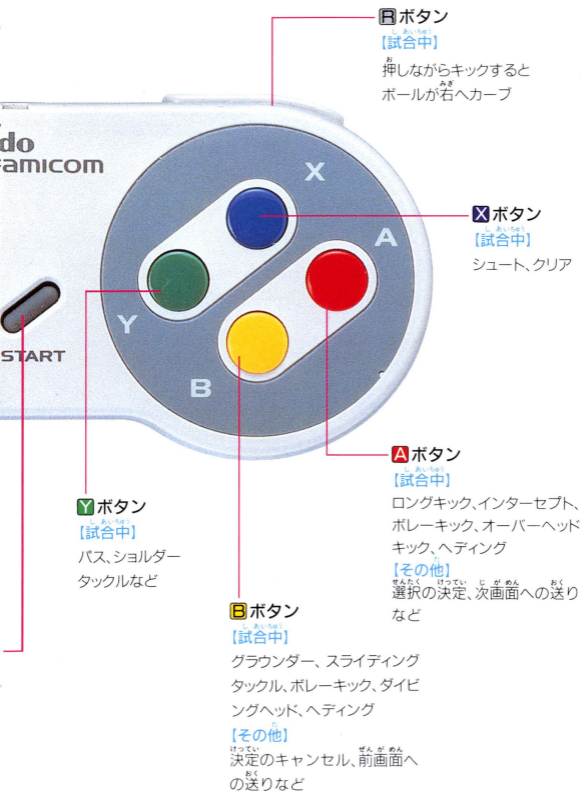 Rボタン
【試合中】
押しながらキックすると
ボールが右へカーブ
do
FAMICOM
X
A
Y
B
START
Xボタン
【試合中】
シュート、クリア
Aボタン
【試合中】
ロングキック、インターセプト、
ボレーキック、オーバーヘッド
キック、ヘディング
【その他】
選択の決定、次画面への送り
など
Yボタン
【試合中】
パス、ショルダー
タックルなど
Bボタン
【試合中】
グラウンダー、スライディング
タックル、ボレーキック、ダイビ
ングヘッド、ヘディング
【その他】
決定のキャンセル、前画面へ
の送りなど